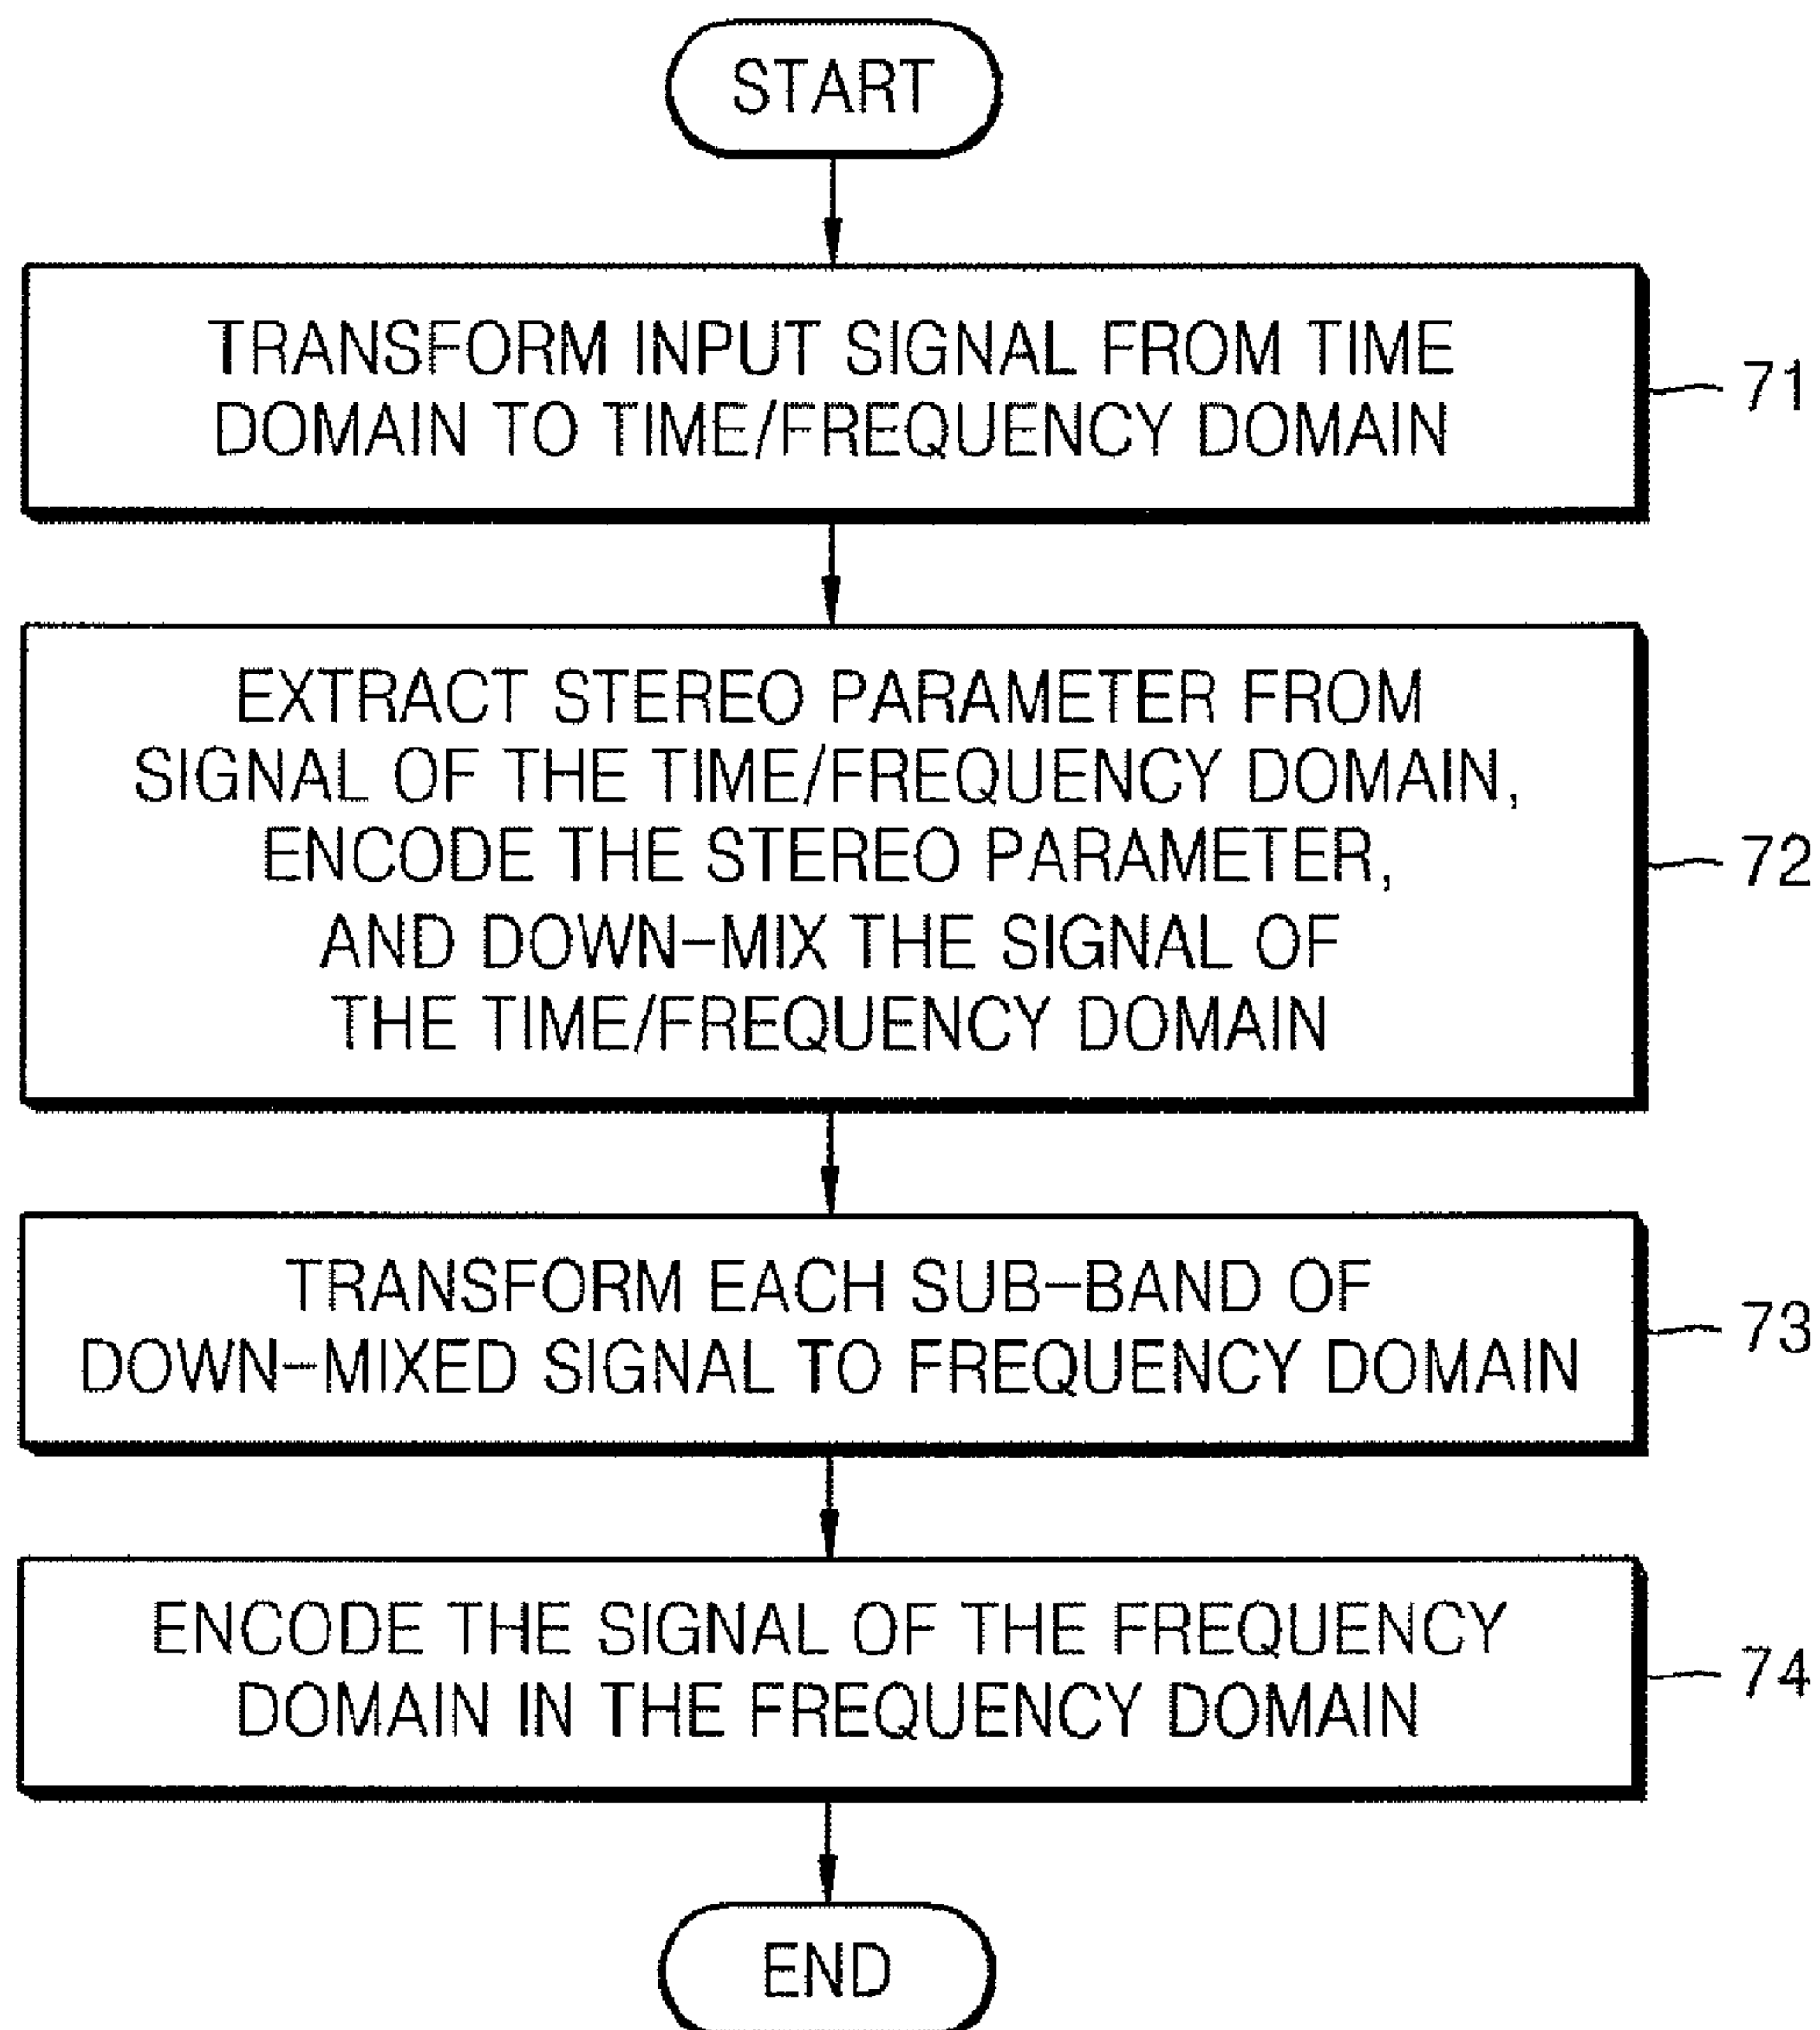 START
TRANSFORM INPUT SIGNAL FROM TIME
DOMAIN TO TIME/FREQUENCY DOMAIN
71
EXTRACT STEREO PARAMETER FROM
SIGNAL OF THE TIME/FREQUENCY DOMAIN,
ENCODE THE STEREO PARAMETER,
AND DOWN-MIX THE SIGNAL OF
THE TIME/FREQUENCY DOMAIN
72
TRANSFORM EACH SUB-BAND OF
DOWN-MIXED SIGNAL TO FREQUENCY DOMAIN
73
ENCODE THE SIGNAL OF THE FREQUENCY
DOMAIN IN THE FREQUENCY DOMAIN
74
END